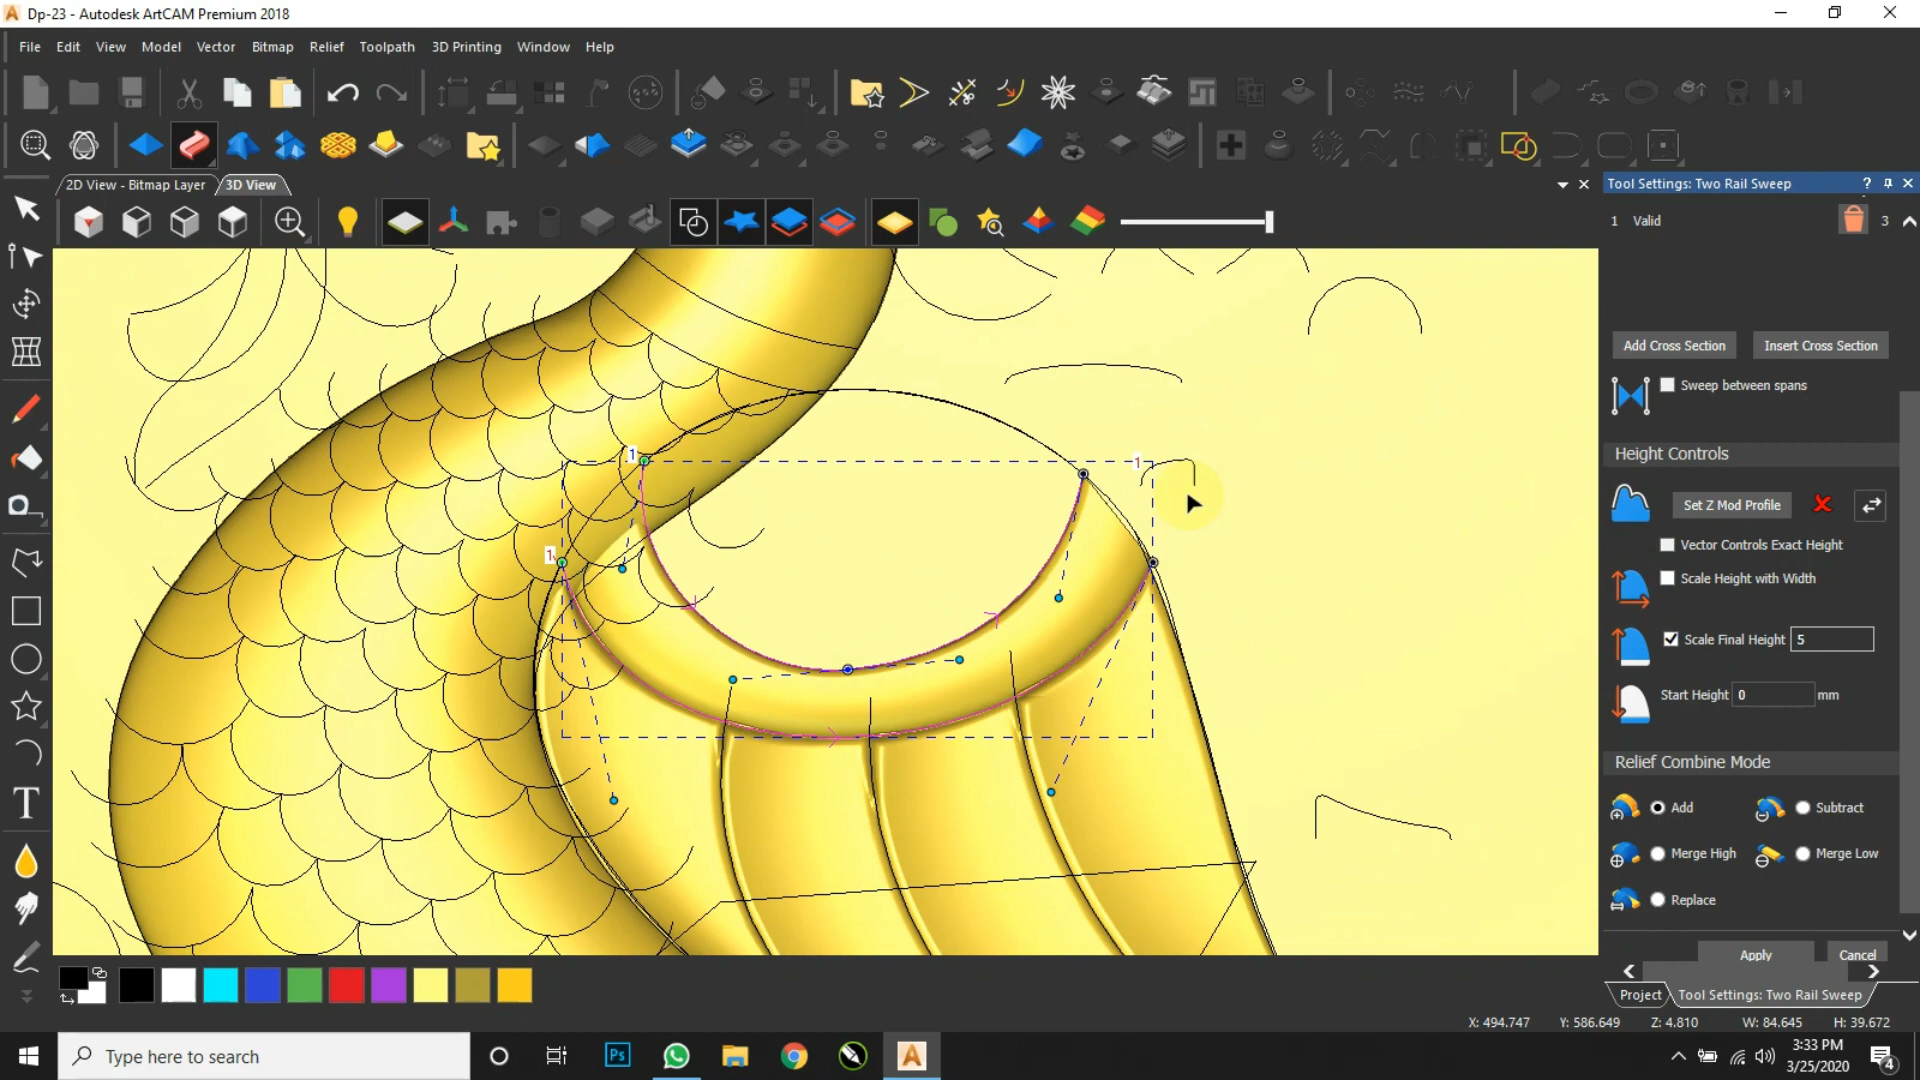 Dp-23 - Autodesk ArtCAM Premium 2018
File Edit View Model Vector Bitmap Relief Toolpath 3D Printing Window Help
2D View - Bitmap Layer 3D View
Tool Settings: Two Rail Sweep
1 Valid 3
Add Cross Section Insert Cross Section
Sweep between spans
Height Controls
Set Z Mod Profile
Vector Controls Exact Height
Scale Height with Width
Scale Final Height 5
Start Height 0 mm
Relief Combine Mode
Add Subtract
Merge High Merge Low
Replace
Apply Cancel
Project Tool Settings: Two Rail Sweep
1
1
1
X: 494.747 Y: 586.649 Z: 4.810 W: 84.645 H: 39.672
Type here to search
Ps
3:33 PM
3/25/2020
4